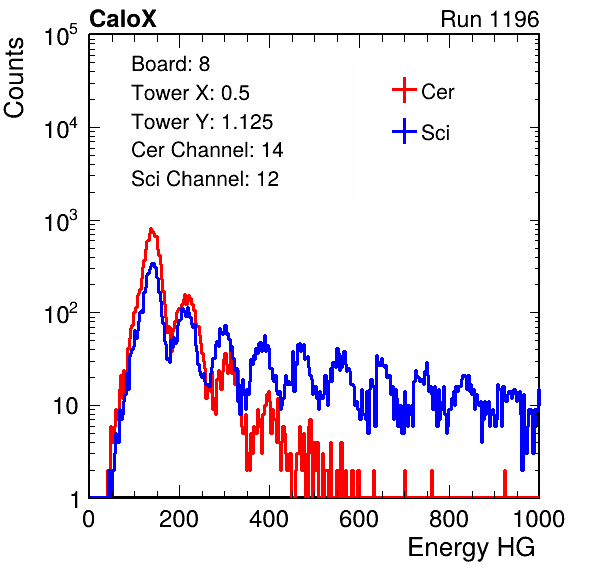 CaloX Run 1196
Counts
Board: 8
Tower X: 0.5
Tower Y: 1.125
Cer Channel: 14
Sci Channel: 12
Cer
Sci
10^5
10^4
10^3
10^2
10
1
0 200 400 600 800 1000
Energy HG